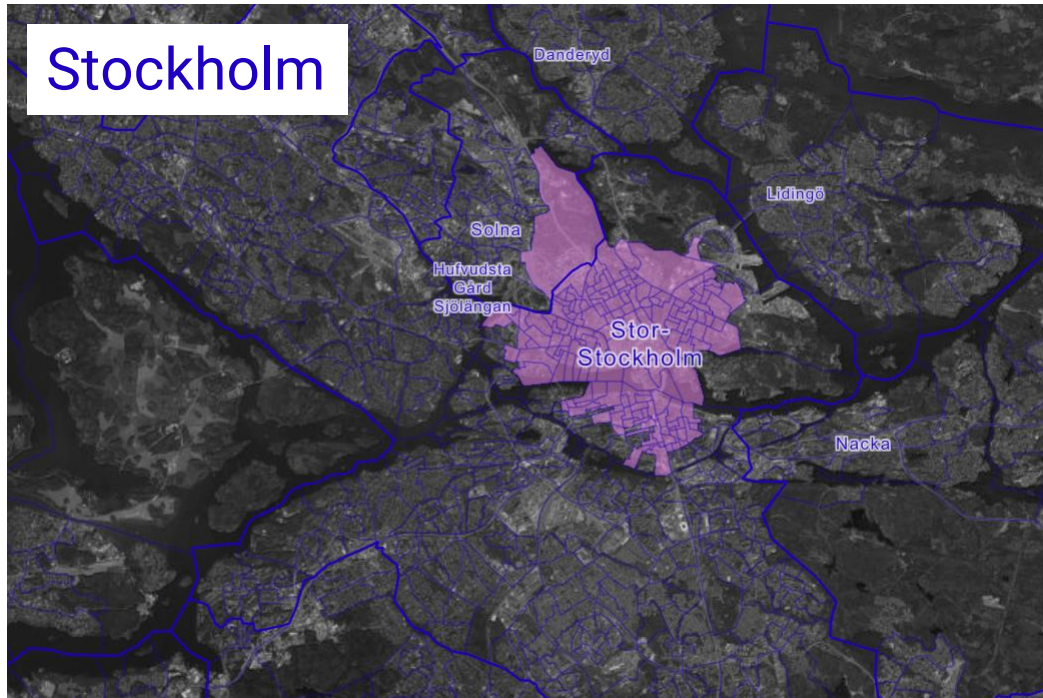 Stockholm
Danderyd
Lidingö
Solna
Hufvudsta
Gård
Sjölängan
Stor-
Stockholm
Nacka